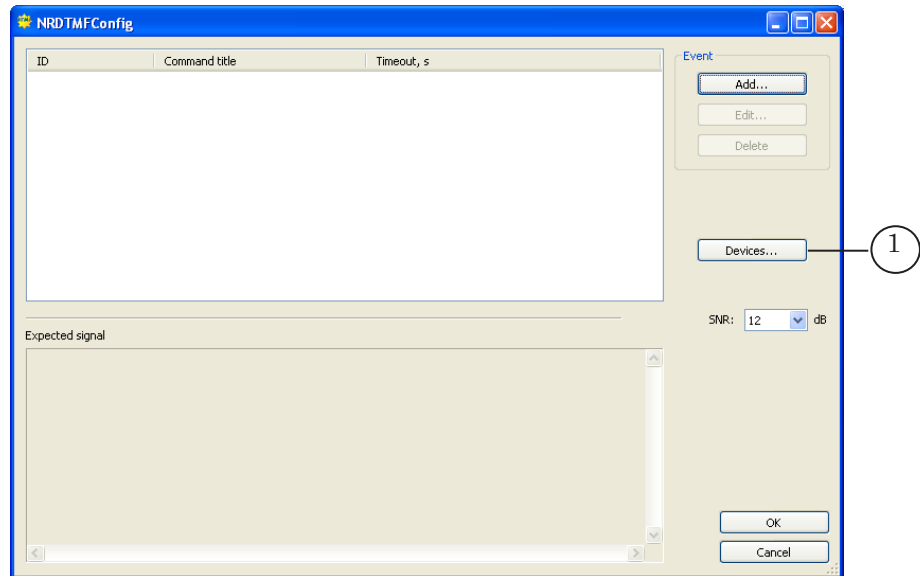 NRDTMFConfig
ID Command title Timeout, s
Event
Add...
Edit...
Delete
Devices...
1
SNR: 12 dB
Expected signal
OK
Cancel